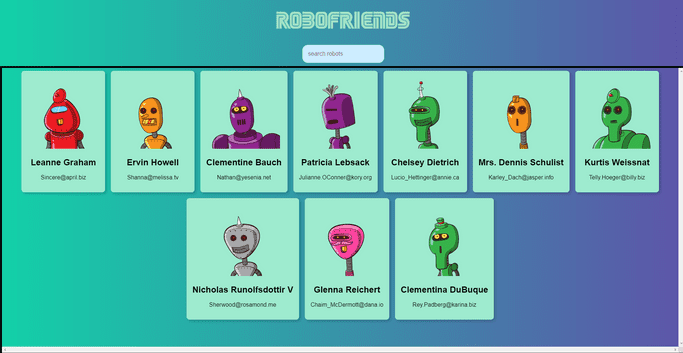 ROBOFRIENDS
search robots
Leanne Graham
Sincere@april.biz
Ervin Howell
Shanna@melissa.tv
Clementine Bauch
Nathan@yesenia.net
Patricia Lebsack
Julianne OConner@kory.org
Chelsey Dietrich
Lucio_Hettinger@annie.ca
Mrs. Dennis Schulist
Karley_Dach@jasper.info
Kurtis Weissnat
Telly.Hoeger@billy.biz
Nicholas Runolfsdottir V
Sherwood@rosamond.me
Glenna Reichert
Chaim_McDermott@dana.io
Clementina DuBuque
Rey.Padberg@karina.biz